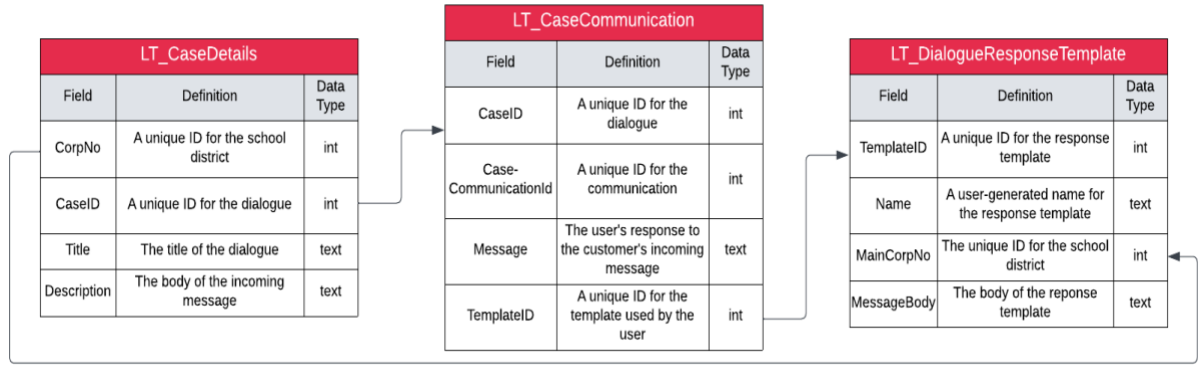 LT_CaseDetails
Field
Definition
Data
Type
CorpNo
A unique ID for the school
district
int
CaseID
A unique ID for the dialogue
int
Title
The title of the dialogue
text
Description
The body of the incoming
message
text
LT_CaseCommunication
Field
Definition
Data
Type
CaseID
A unique ID for the
dialogue
int
Case-
CommunicationId
A unique ID for the
communication
int
Message
The user's response to
the customer's incoming
message
text
TemplateID
A unique ID for the
template used by the
user
int
LT_DialogueResponseTemplate
Field
Definition
Data
Type
TemplateID
A unique ID for the response
template
int
Name
A user-generated name for
the response template
text
MainCorpNo
The unique ID for the school
district
int
MessageBody
The body of the reponse
template
text